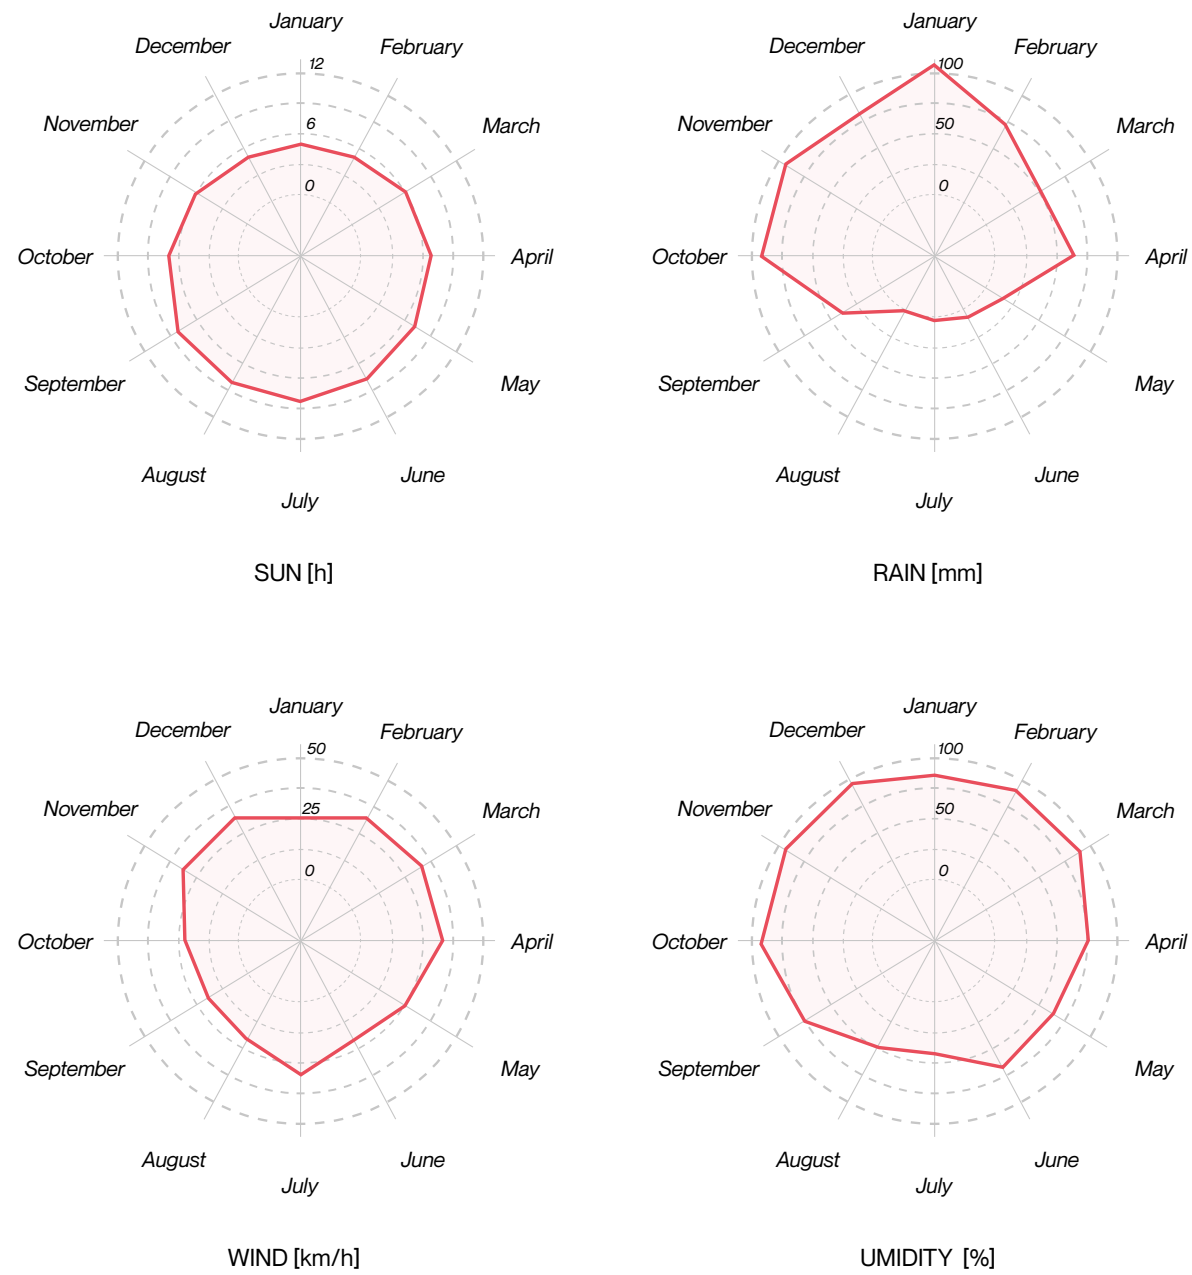 January
December
February
12
November
March
6
0
October
April
September
May
August
June
July
SUN [h]
January
December
February
100
November
March
50
0
October
April
September
May
August
June
July
RAIN [mm]
January
December
February
50
November
March
25
0
October
April
September
May
August
June
July
WIND [km/h]
January
December
February
100
November
March
50
0
October
April
September
May
August
June
July
UMIDITY [%]